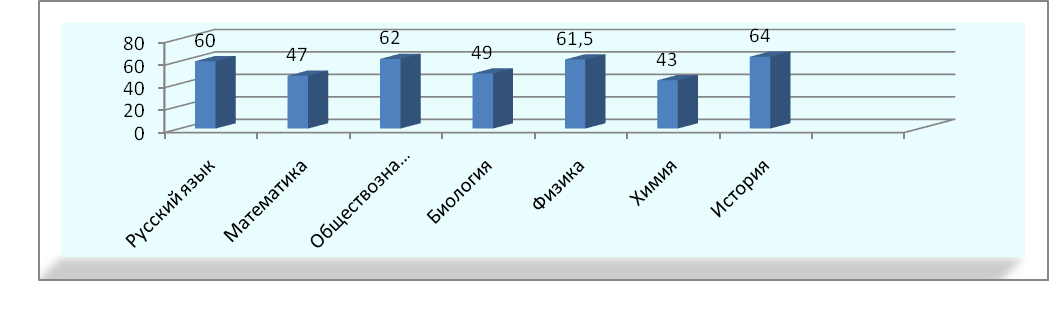 80
60
40
20
0
60
47
62
49
61,5
43
64
Русский язык
Математика
Обществозна...
Биология
Физика
Химия
История